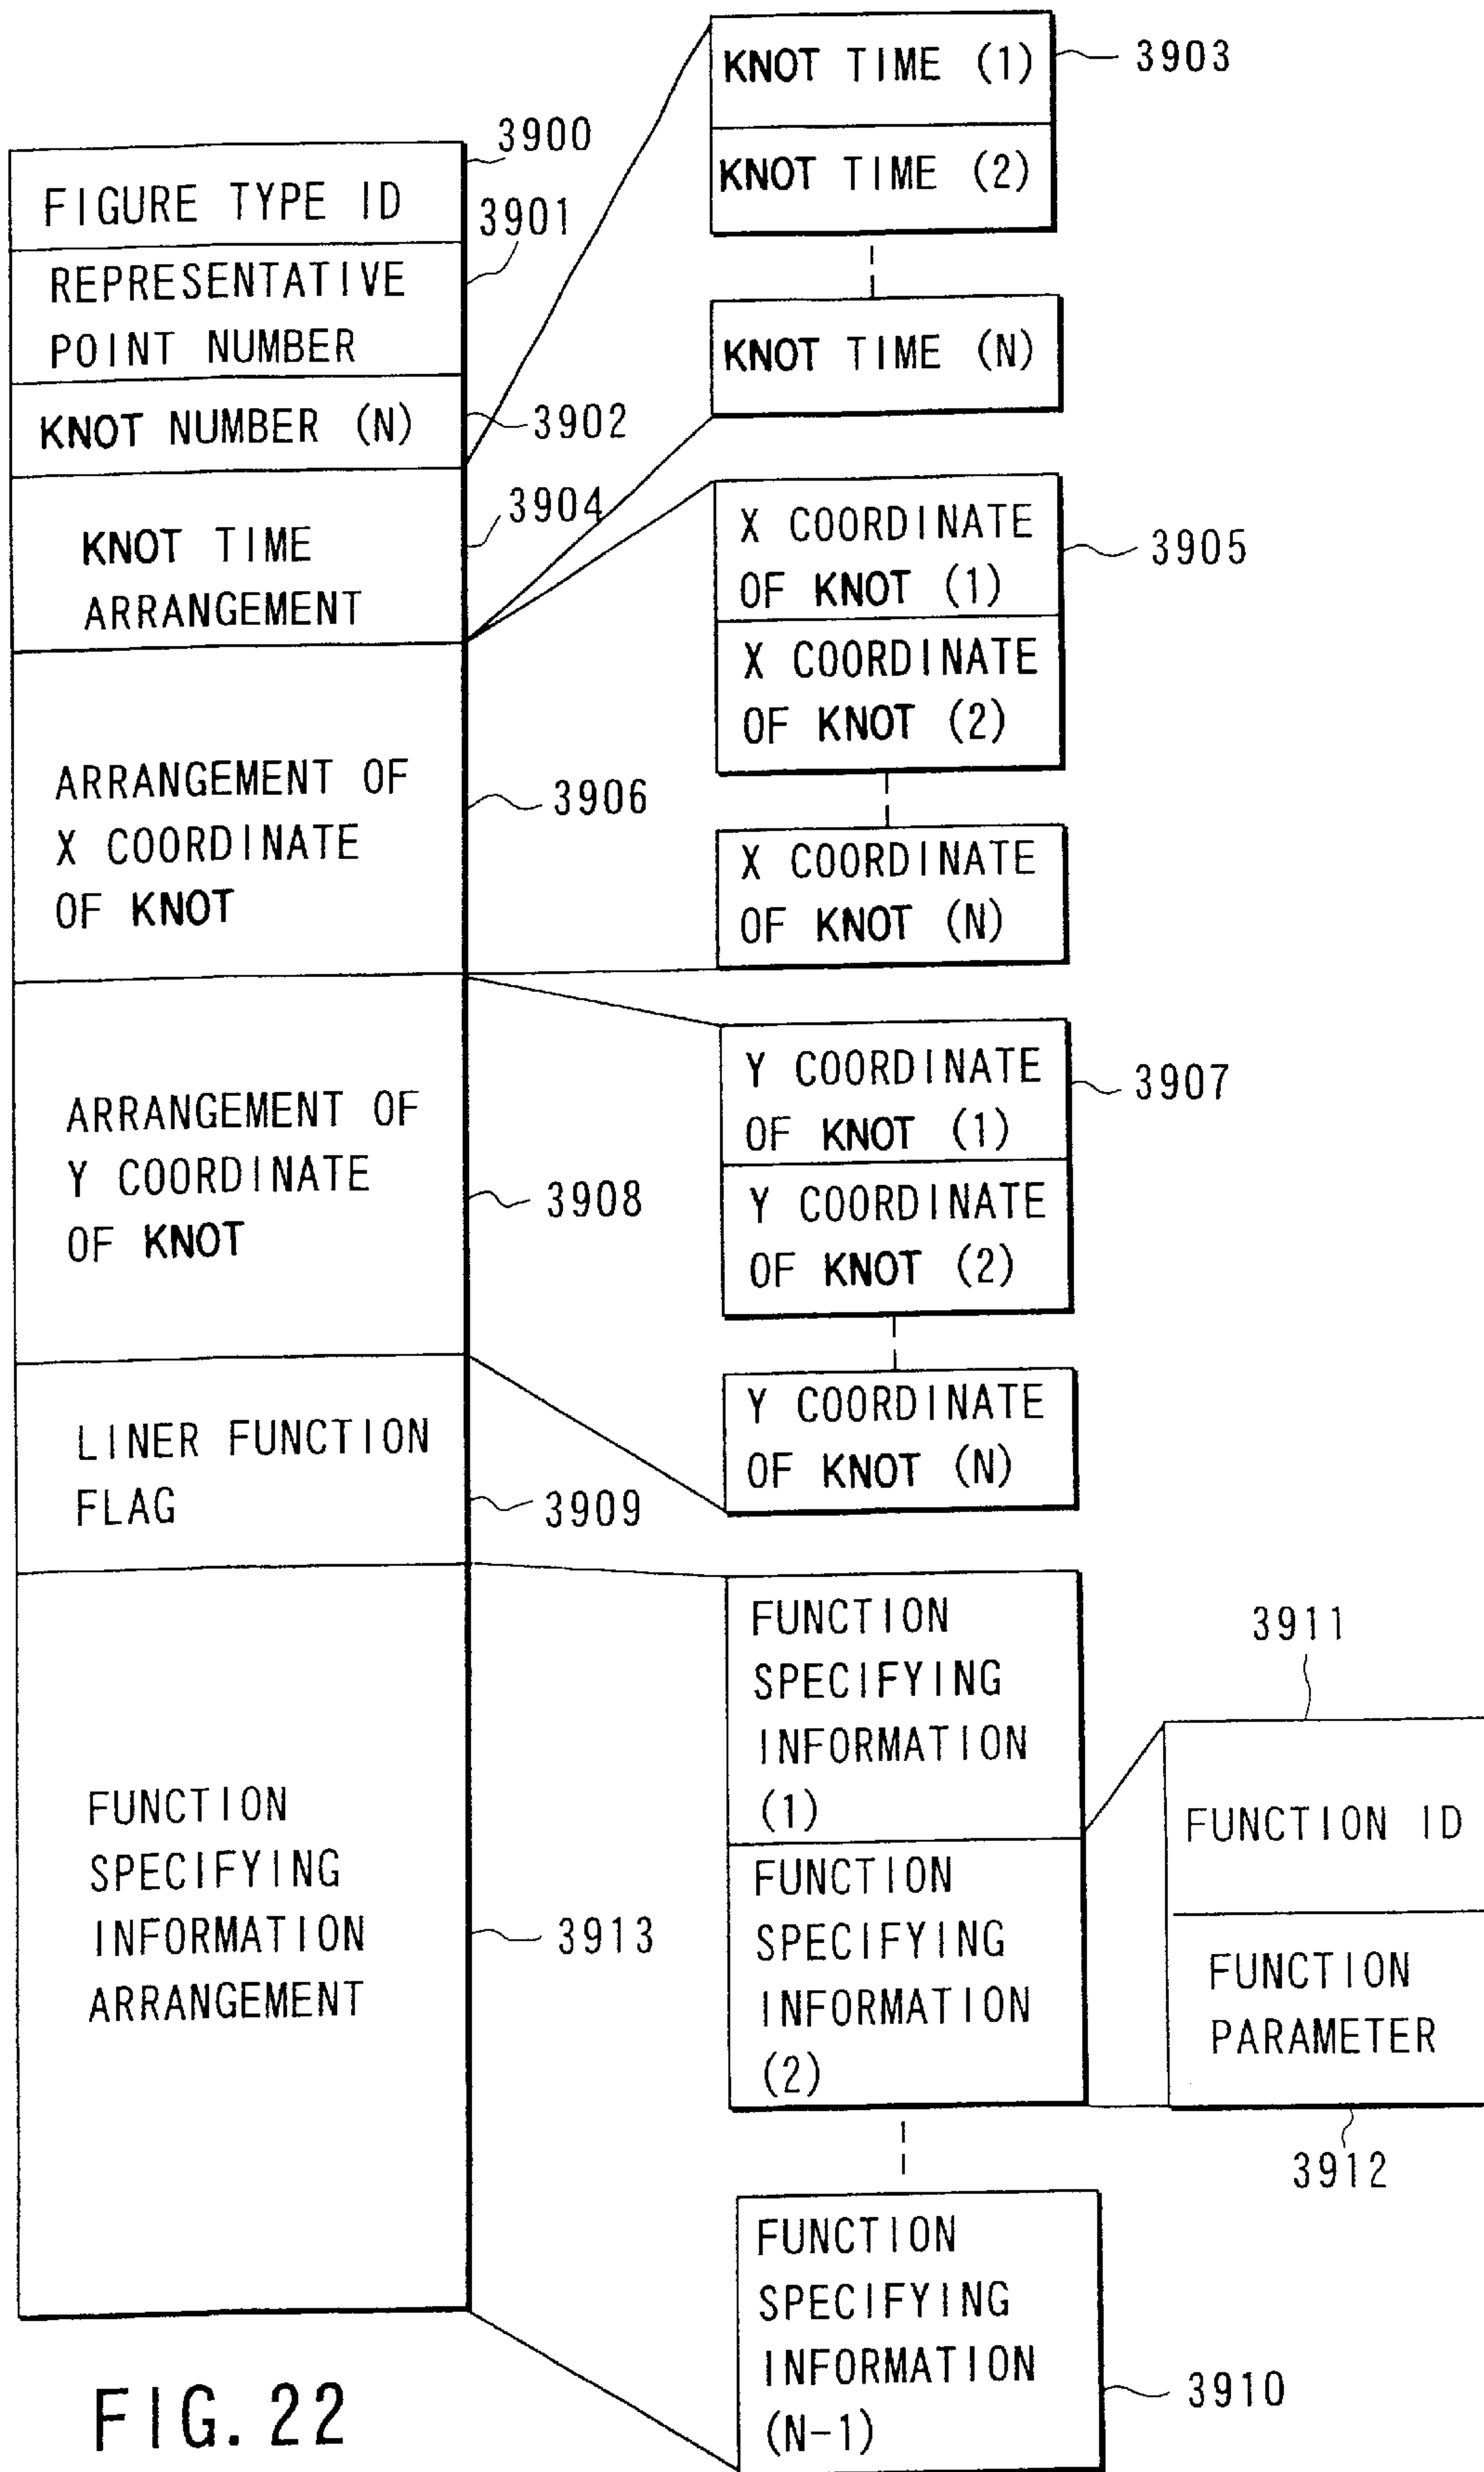 3900
FIGURE TYPE ID
3901
REPRESENTATIVE
POINT NUMBER
KNOT NUMBER (N)
3902
3904
KNOT TIME
ARRANGEMENT
ARRANGEMENT OF
X COORDINATE
OF KNOT
3906
ARRANGEMENT OF
Y COORDINATE
OF KNOT
3908
LINER FUNCTION
FLAG
3909
FUNCTION
SPECIFYING
INFORMATION
ARRANGEMENT
3913
KNOT TIME (1)
3903
KNOT TIME (2)
KNOT TIME (N)
X COORDINATE
OF KNOT (1)
3905
X COORDINATE
OF KNOT (2)
X COORDINATE
OF KNOT (N)
Y COORDINATE
OF KNOT (1)
3907
Y COORDINATE
OF KNOT (2)
Y COORDINATE
OF KNOT (N)
FUNCTION
SPECIFYING
INFORMATION
(1)
FUNCTION
SPECIFYING
INFORMATION
(2)
3911
FUNCTION ID
FUNCTION
PARAMETER
3912
FUNCTION
SPECIFYING
INFORMATION
(N-1)
3910
FIG. 22